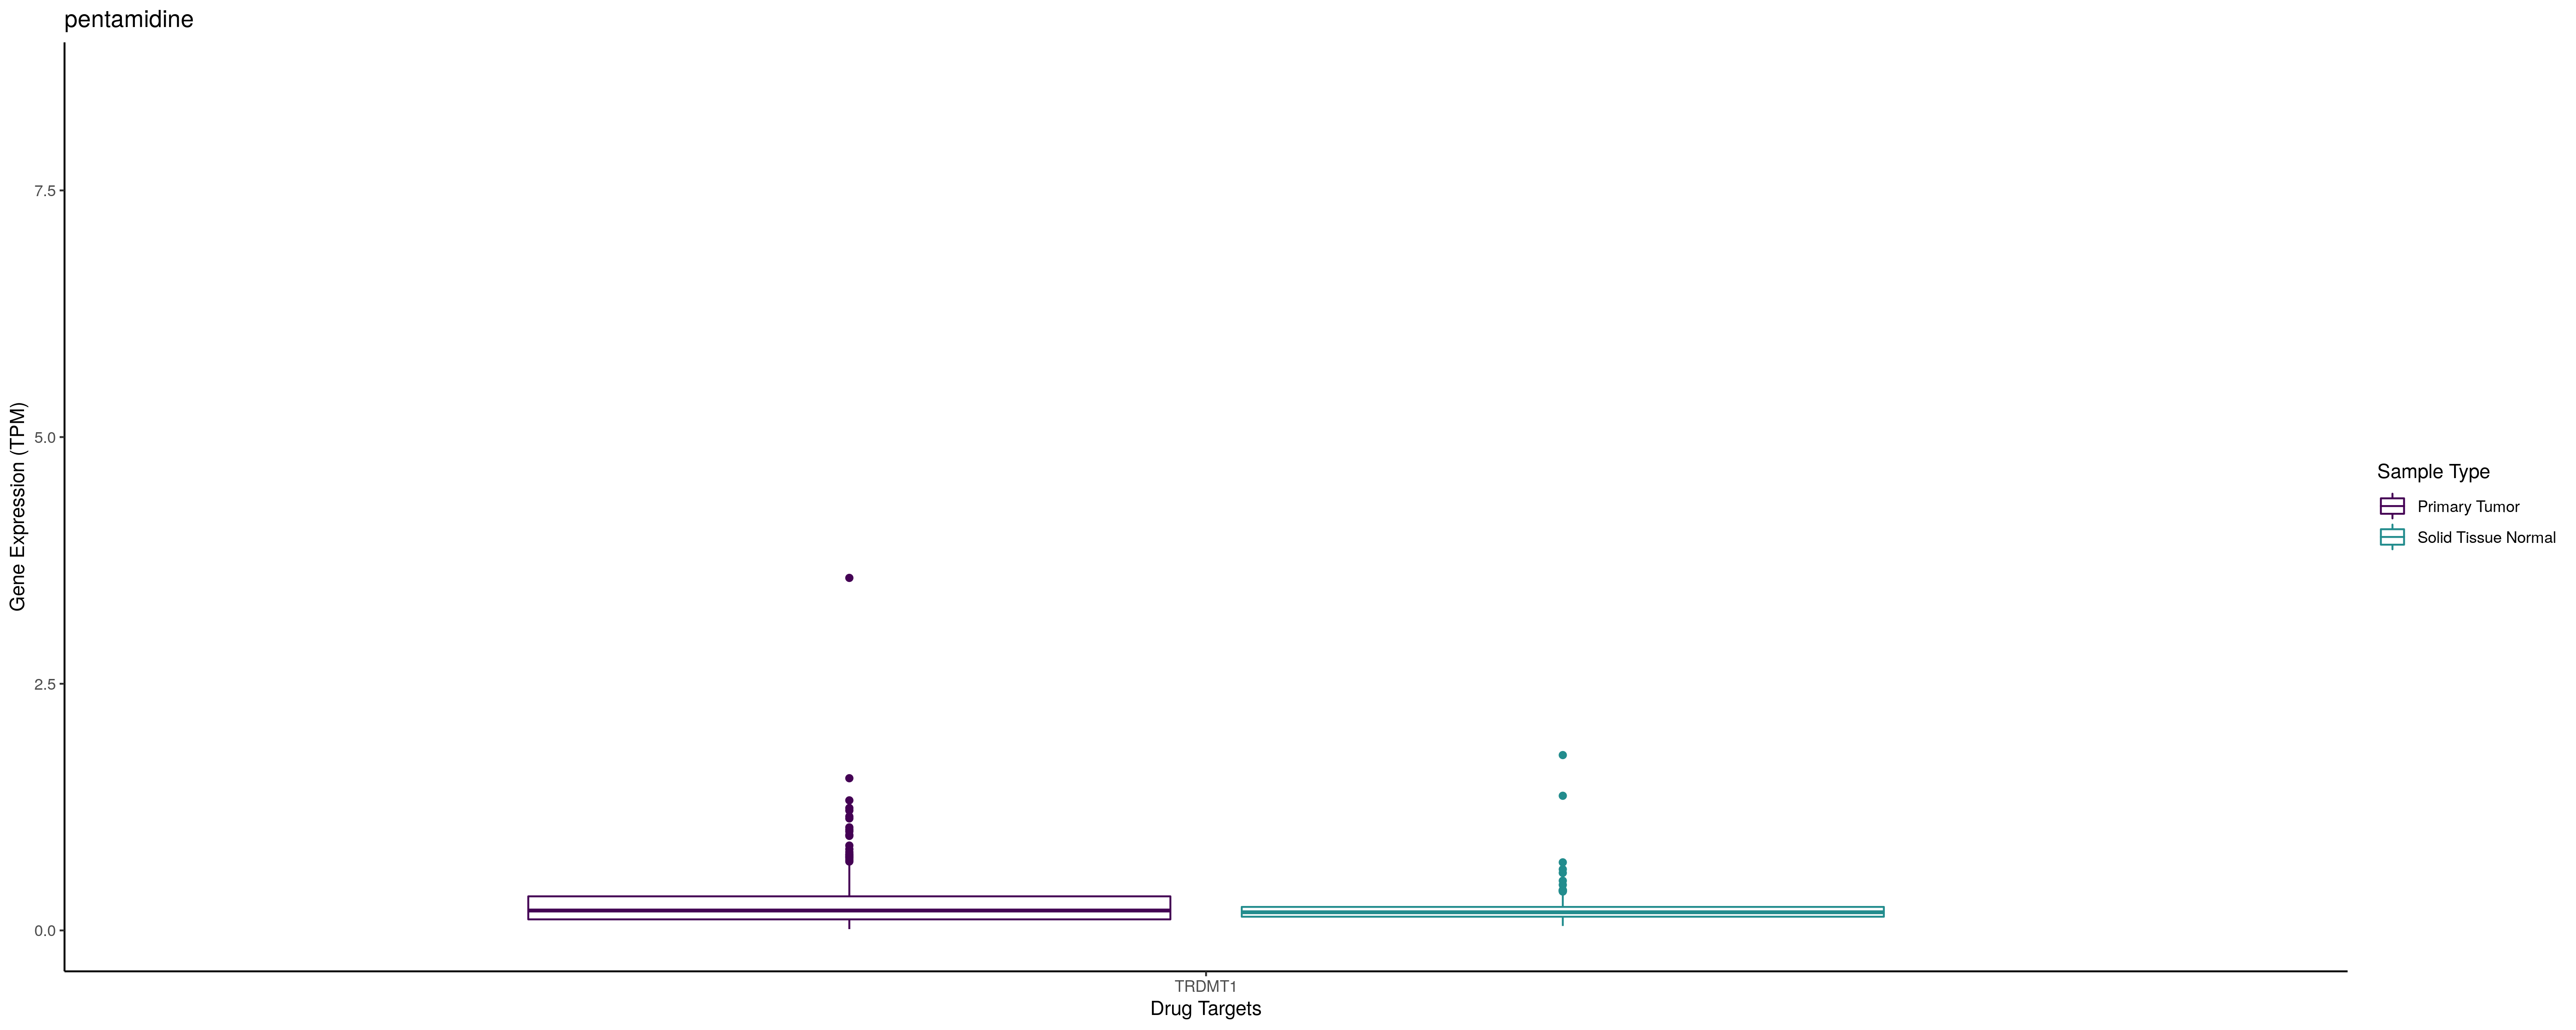 pentamidine
Gene Expression (TPM)
7.5
5.0
2.5
0.0
TRDMT1
Drug Targets
Sample Type
Primary Tumor
Solid Tissue Normal